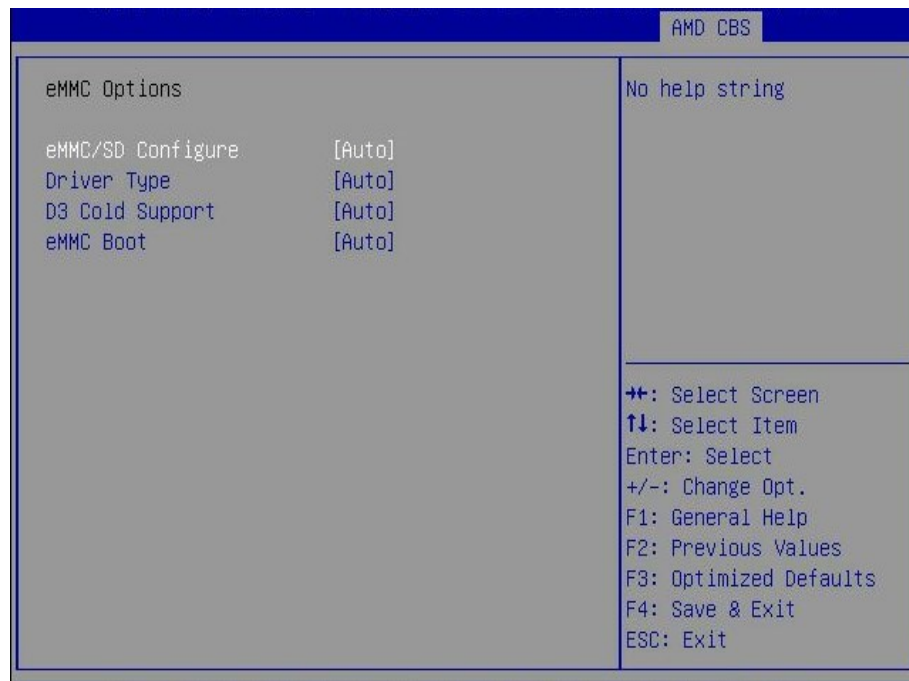 AMD CBS
eMMC Options
eMMC/SD Configure [Auto]
Driver Type [Auto]
D3 Cold Support [Auto]
eMMC Boot [Auto]
No help string
→←: Select Screen
↑↓: Select Item
Enter: Select
+/-: Change Opt.
F1: General Help
F2: Previous Values
F3: Optimized Defaults
F4: Save & Exit
ESC: Exit